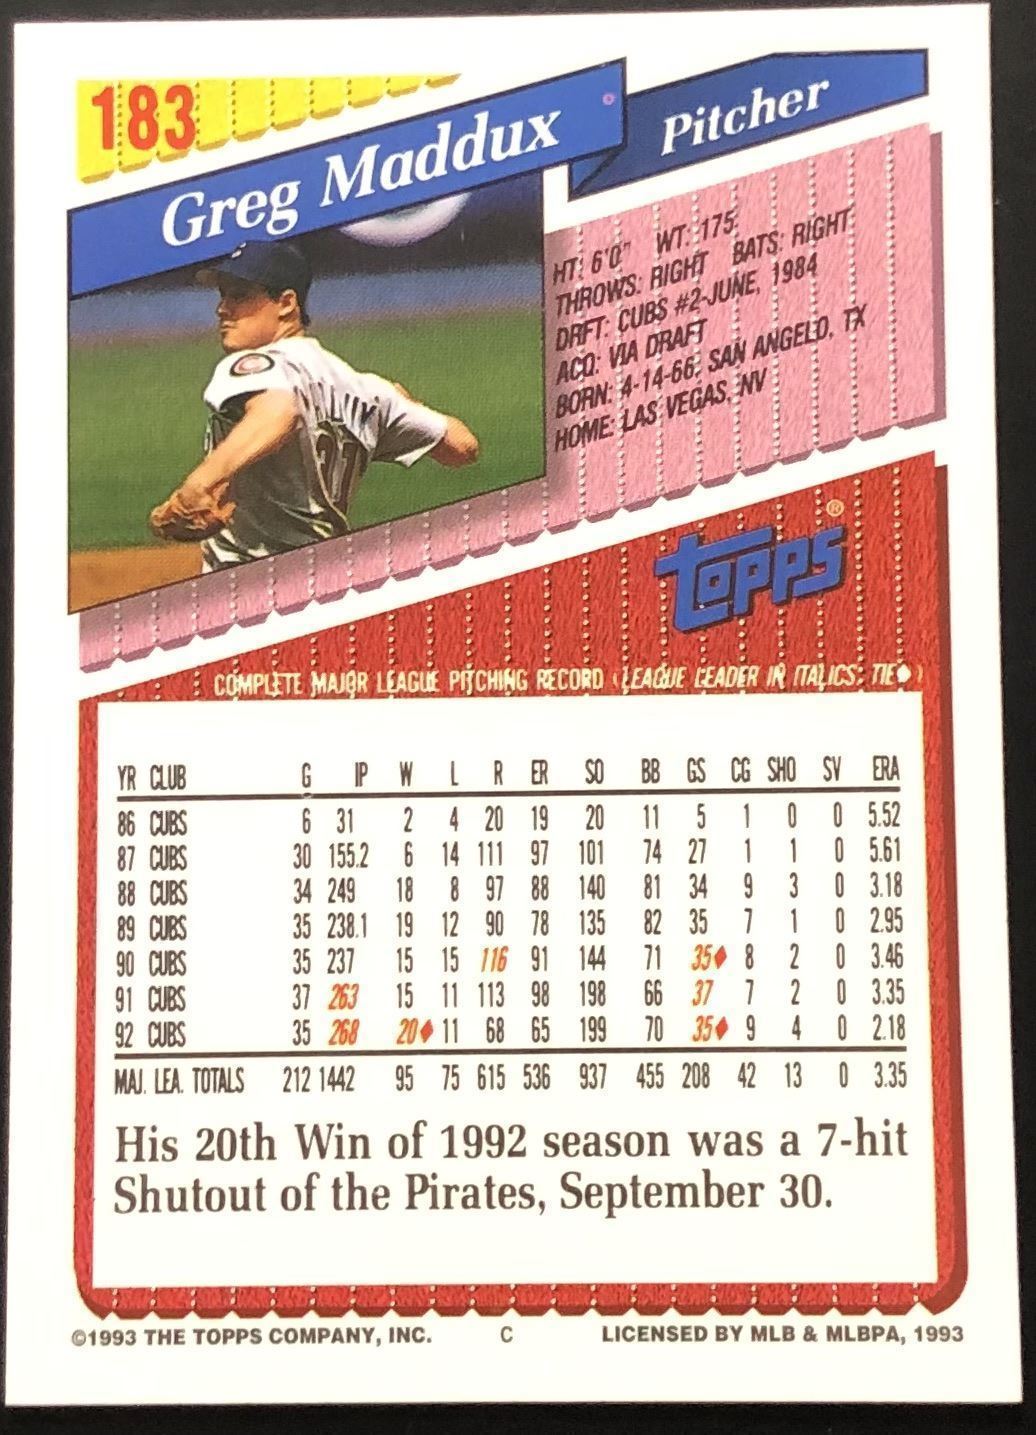 183
Greg Maddux
Pitcher
HT: 6'0" WT: 175
THROWS: RIGHT BATS: RIGHT
DRFT: CUBS #2-JUNE, 1984
ACQ: VIA DRAFT
BORN: 4-14-66, SAN ANGELO, TX
HOME: LAS VEGAS, NV
27
topps®
COMPLETE MAJOR LEAGUE PITCHING RECORD (LEAGUE LEADER IN ITALICS; TIE♦)
YR CLUB G IP W L R ER SO BB GS CG SHO SV ERA
86 CUBS 6 31 2 4 20 19 20 11 5 1 0 0 5.52
87 CUBS 30 155.2 6 14 111 97 101 74 27 1 1 0 5.61
88 CUBS 34 249 18 8 97 88 140 81 34 9 3 0 3.18
89 CUBS 35 238.1 19 12 90 78 135 82 35 7 1 0 2.95
90 CUBS 35 237 15 15 116 91 144 71 35♦ 8 2 0 3.46
91 CUBS 37 263 15 11 113 98 198 66 37 7 2 0 3.35
92 CUBS 35 268 20♦ 11 68 65 199 70 35♦ 9 4 0 2.18
MAJ. LEA. TOTALS 212 1442 95 75 615 536 937 455 208 42 13 0 3.35
His 20th Win of 1992 season was a 7-hit
Shutout of the Pirates, September 30.
©1993 THE TOPPS COMPANY, INC. C LICENSED BY MLB & MLBPA, 1993